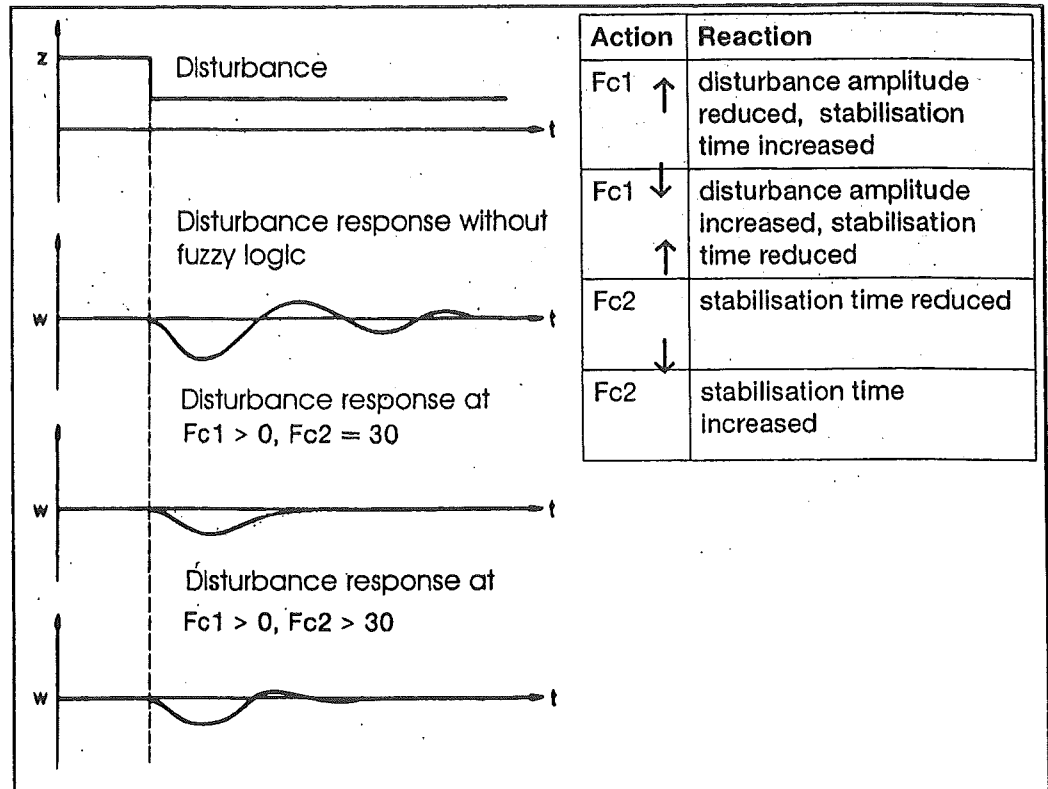 z
Disturbance
t
Disturbance response without
fuzzy logic
w
t
Disturbance response at
Fc1 > 0, Fc2 = 30
w
t
Disturbance response at
Fc1 > 0, Fc2 > 30
w
t
Action Reaction
Fc1 ↑ disturbance amplitude
reduced, stabilisation
time increased
Fc1 ↓ disturbance amplitude
increased, stabilisation
↑ time reduced
Fc2 stabilisation time reduced
↓
Fc2 stabilisation time
increased